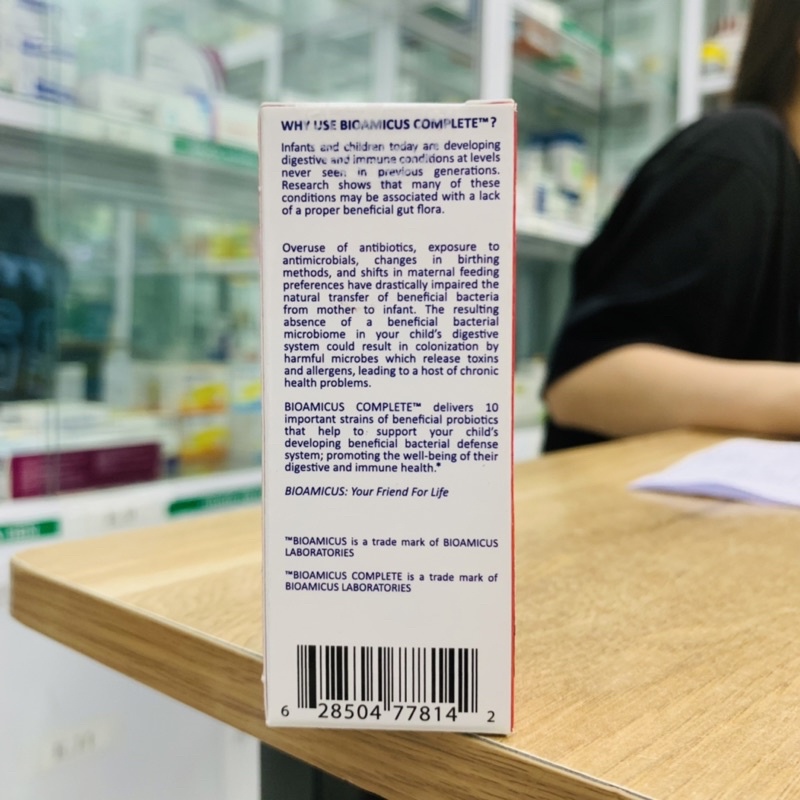 WHY USE BIOAMICUS COMPLETE™?
Infants and children today are developing
digestive and immune conditions at levels
never seen in previous generations.
Research shows that many of these
conditions may be associated with a lack
of a proper beneficial gut flora.
Overuse of antibiotics, exposure to
antimicrobials, changes in birthing
methods, and shifts in maternal feeding
preferences have drastically impaired the
natural transfer of beneficial bacteria
from mother to infant. The resulting
absence of a beneficial bacterial
microbiome in your child's digestive
system could result in colonization by
harmful microbes which release toxins
and allergens, leading to a host of chronic
health problems.
BIOAMICUS COMPLETE™ delivers 10
important strains of beneficial probiotics
that help to support your child's
developing beneficial bacterial defense
system; promoting the well-being of their
digestive and immune health.*
BIOAMICUS: Your Friend For Life
™BIOAMICUS is a trade mark of BIOAMICUS
LABORATORIES
™BIOAMICUS COMPLETE is a trade mark of
BIOAMICUS LABORATORIES
6 28504 77814 2